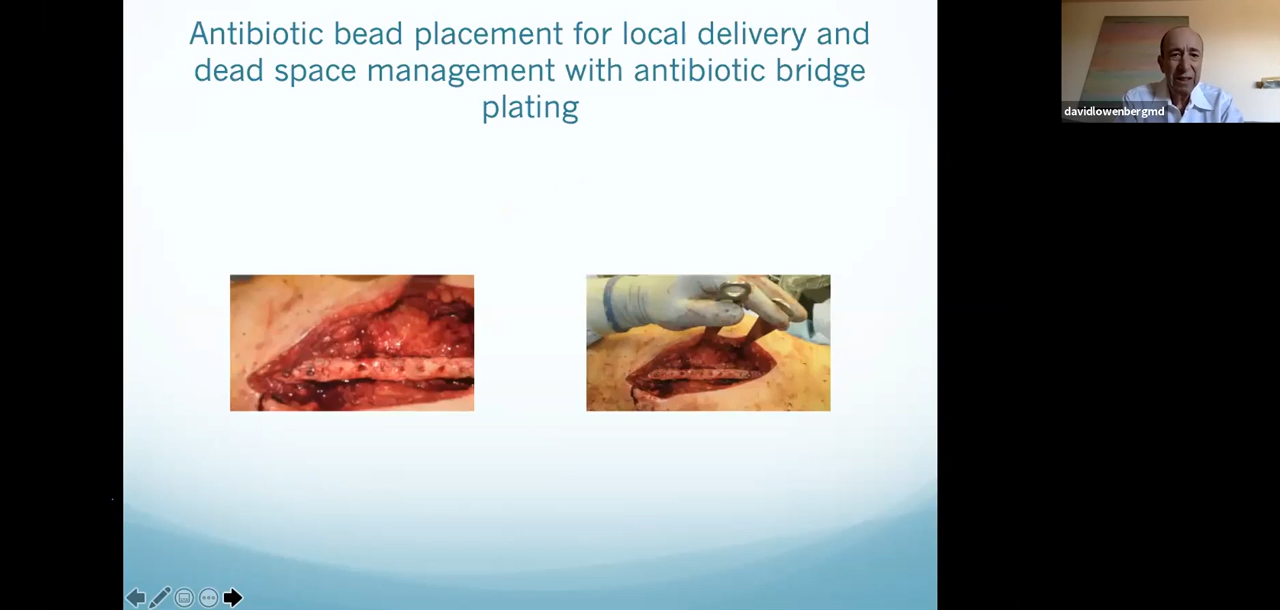 Antibiotic bead placement for local delivery and
dead space management with antibiotic bridge
plating
davidlowenbergmd